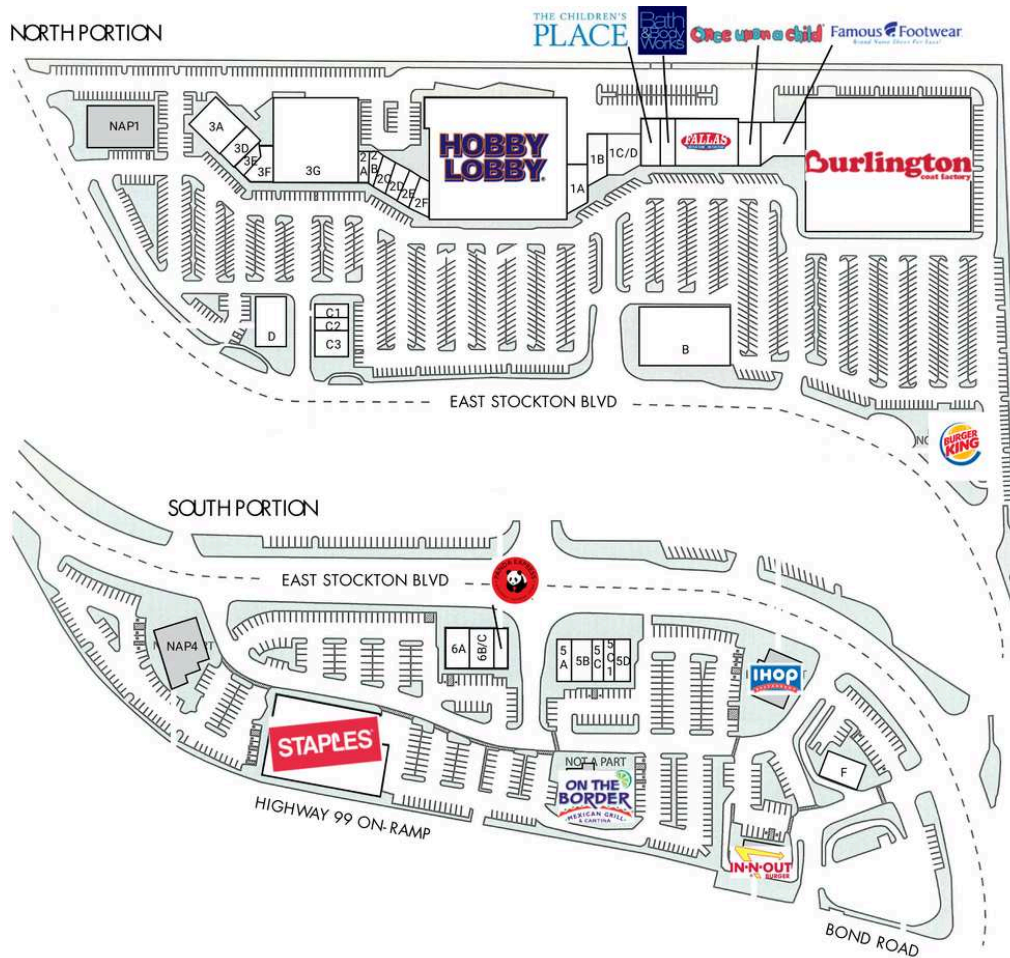 NORTH PORTION
THE CHILDREN'S
PLACE
Bath
& Body
Works
Once upon a child
Famous Footwear
Brand Name Shoes For Less!
NAP1
3A
3D
3E
3F
3G
2
A
2
B
2C
2D
2E
2F
HOBBY
LOBBY
1A
1B
1C/D
FALLAS
Burlington
coat factory
D
C1
C2
C3
B
EAST STOCKTON BLVD
BURGER
KING
SOUTH PORTION
EAST STOCKTON BLVD
PANDA EXPRESS
NAP4
6A
6B/C
5
A
5B
5
C
5
C
1
5D
IHOP
RESTAURANT
STAPLES
NOT A PART
ON THE
BORDER
MEXICAN GRILL
& CANTINA
F
HIGHWAY 99 ON-RAMP
IN-N-OUT
BURGER
BOND ROAD